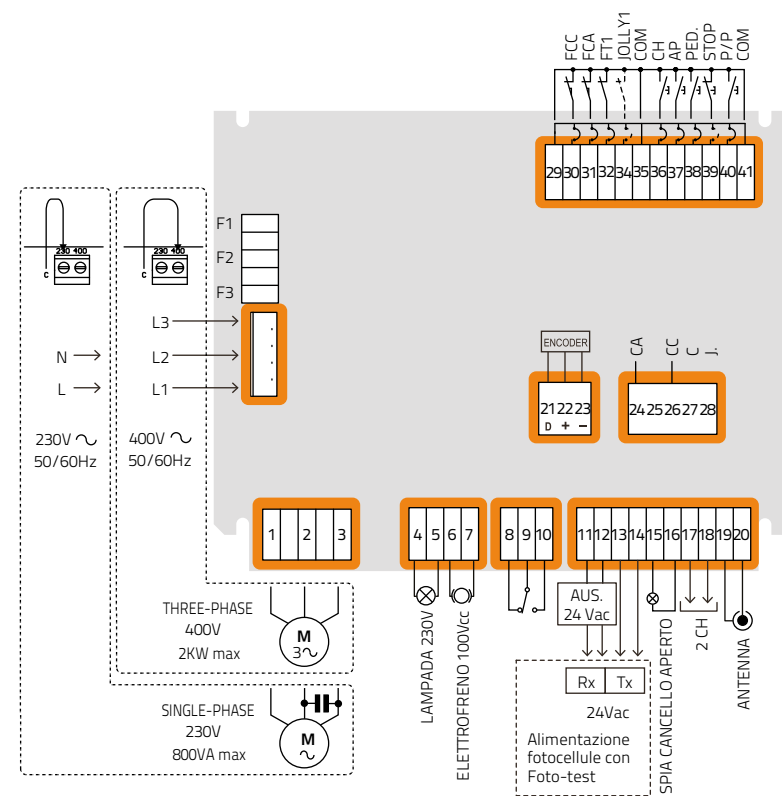 FCC
FCA
FT1
JOLLY1
COM
CH
AP
PED.
STOP
P/P
COM
29 30 31 32 34 35 36 37 38 39 40 41
F1
F2
F3
L3
L2
L1
230 400
C
230 400
C
N
L
230V
50/60Hz
400V
50/60Hz
ENCODER
21 22 23
D + −
CA
CC
C
J.
24 25 26 27 28
1 2 3
4 5 6 7
8 9 10
11 12 13 14 15 16 17 18 19 20
THREE-PHASE
400V
2KW max
M
3
SINGLE-PHASE
230V
800VA max
M
LAMPADA 230V
ELETTROFRENO 100Vcc
AUS.
24 Vac
Rx Tx
24Vac
Alimentazione
fotocellule con
Foto-test
SPIA CANCELLO APERTO
2 CH
ANTENNA